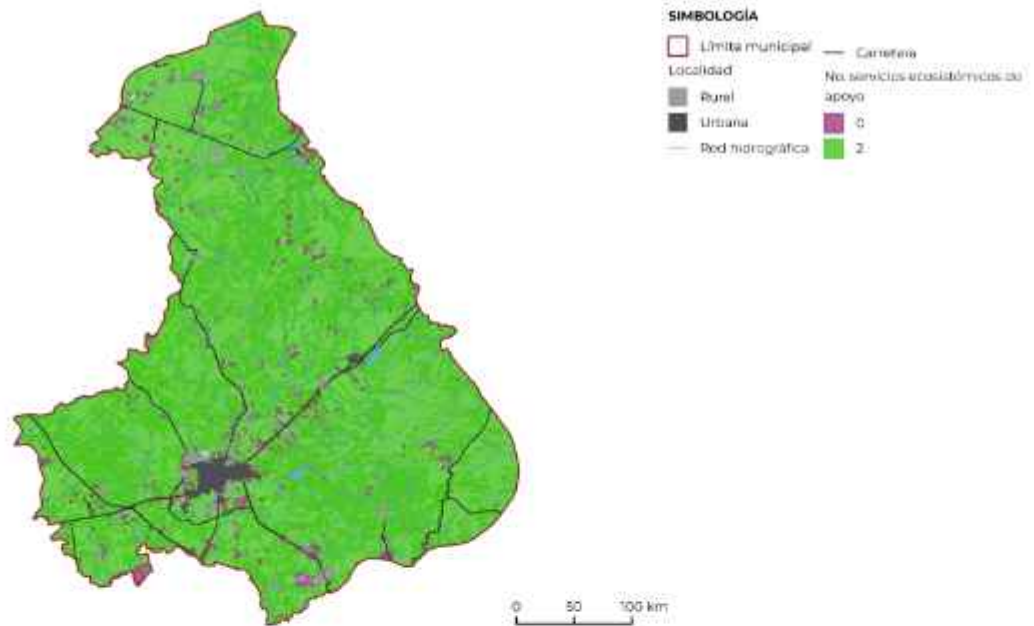 SIMBOLOGÍA
Límite municipal
Carretera
Localidad
No. servicios ecosistémicos de
apoyo
Rural
0
Urbana
2
Red hidrográfica
0 50 100 km